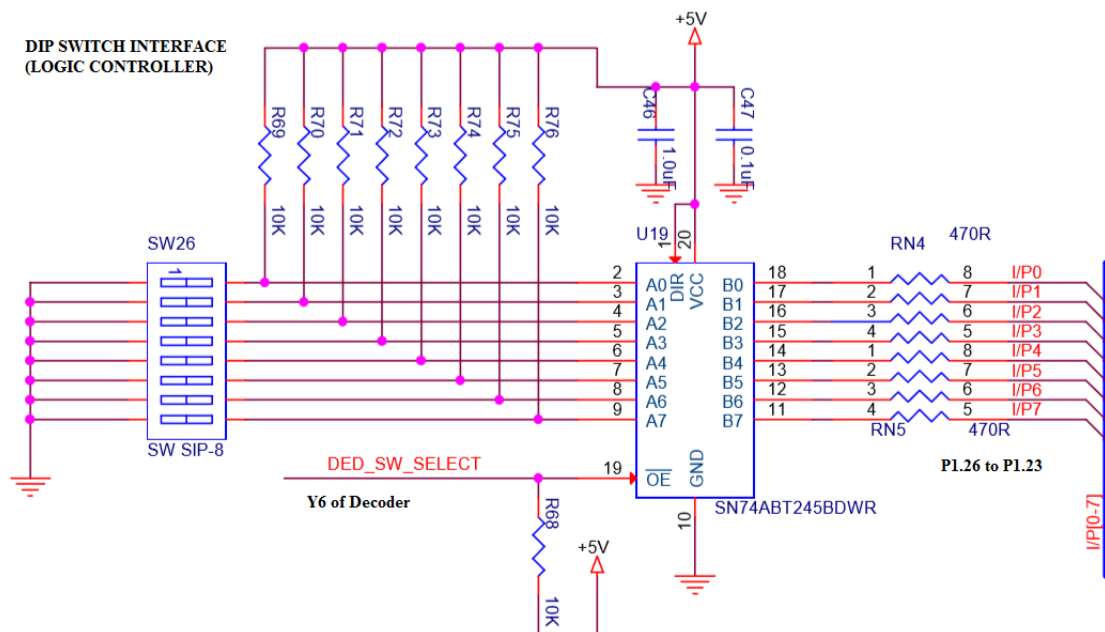 DIP SWITCH INTERFACE
(LOGIC CONTROLLER)
+5V
R69
R70
R71
R72
R73
R74
R75
R76
10K
10K
10K
10K
10K
10K
10K
10K
C46
1.0uF
C47
0.1uF
SW26
1
SW SIP-8
U19
1
20
DIR
VCC
2 A0 B0 18
3 A1 B1 17
4 A2 B2 16
5 A3 B3 15
6 A4 B4 14
7 A5 B5 13
8 A6 B6 12
9 A7 B7 11
19 OE
GND
10
SN74ABT245BDWR
RN4 470R
1 8 I/P0
2 7 I/P1
3 6 I/P2
4 5 I/P3
1 8 I/P4
2 7 I/P5
3 6 I/P6
4 5 I/P7
RN5 470R
P1.26 to P1.23
I/P[0-7]
DED_SW_SELECT
Y6 of Decoder
R68
10K
+5V